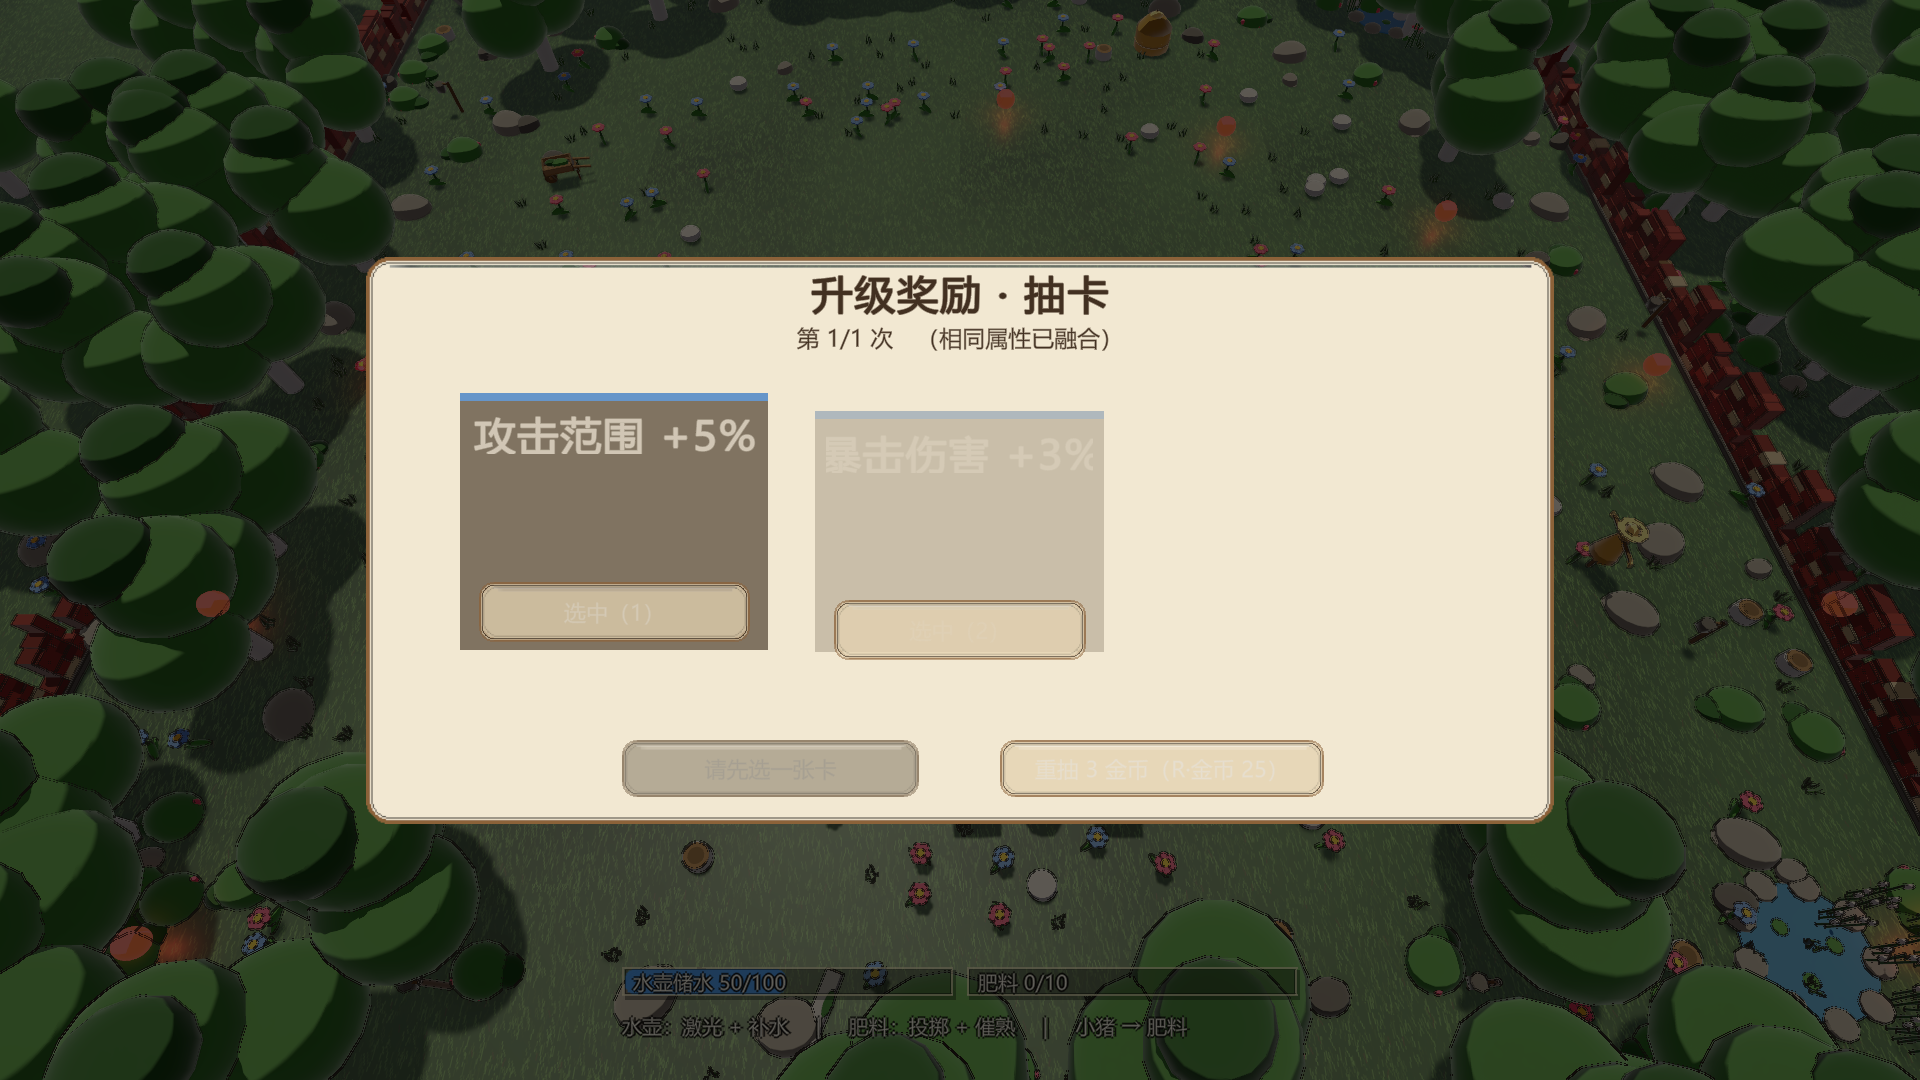 升级奖励 · 抽卡
第 1/1 次 （相同属性已融合）
攻击范围 +5%
暴击伤害 +3%
选中（1）
请先选一张卡
重抽 3 金币（R·金币 25）
水壶储水 50/100
肥料 0/10
水壶：激光 + 补水 | 肥料：投掷 + 催熟 | 小猪 → 肥料